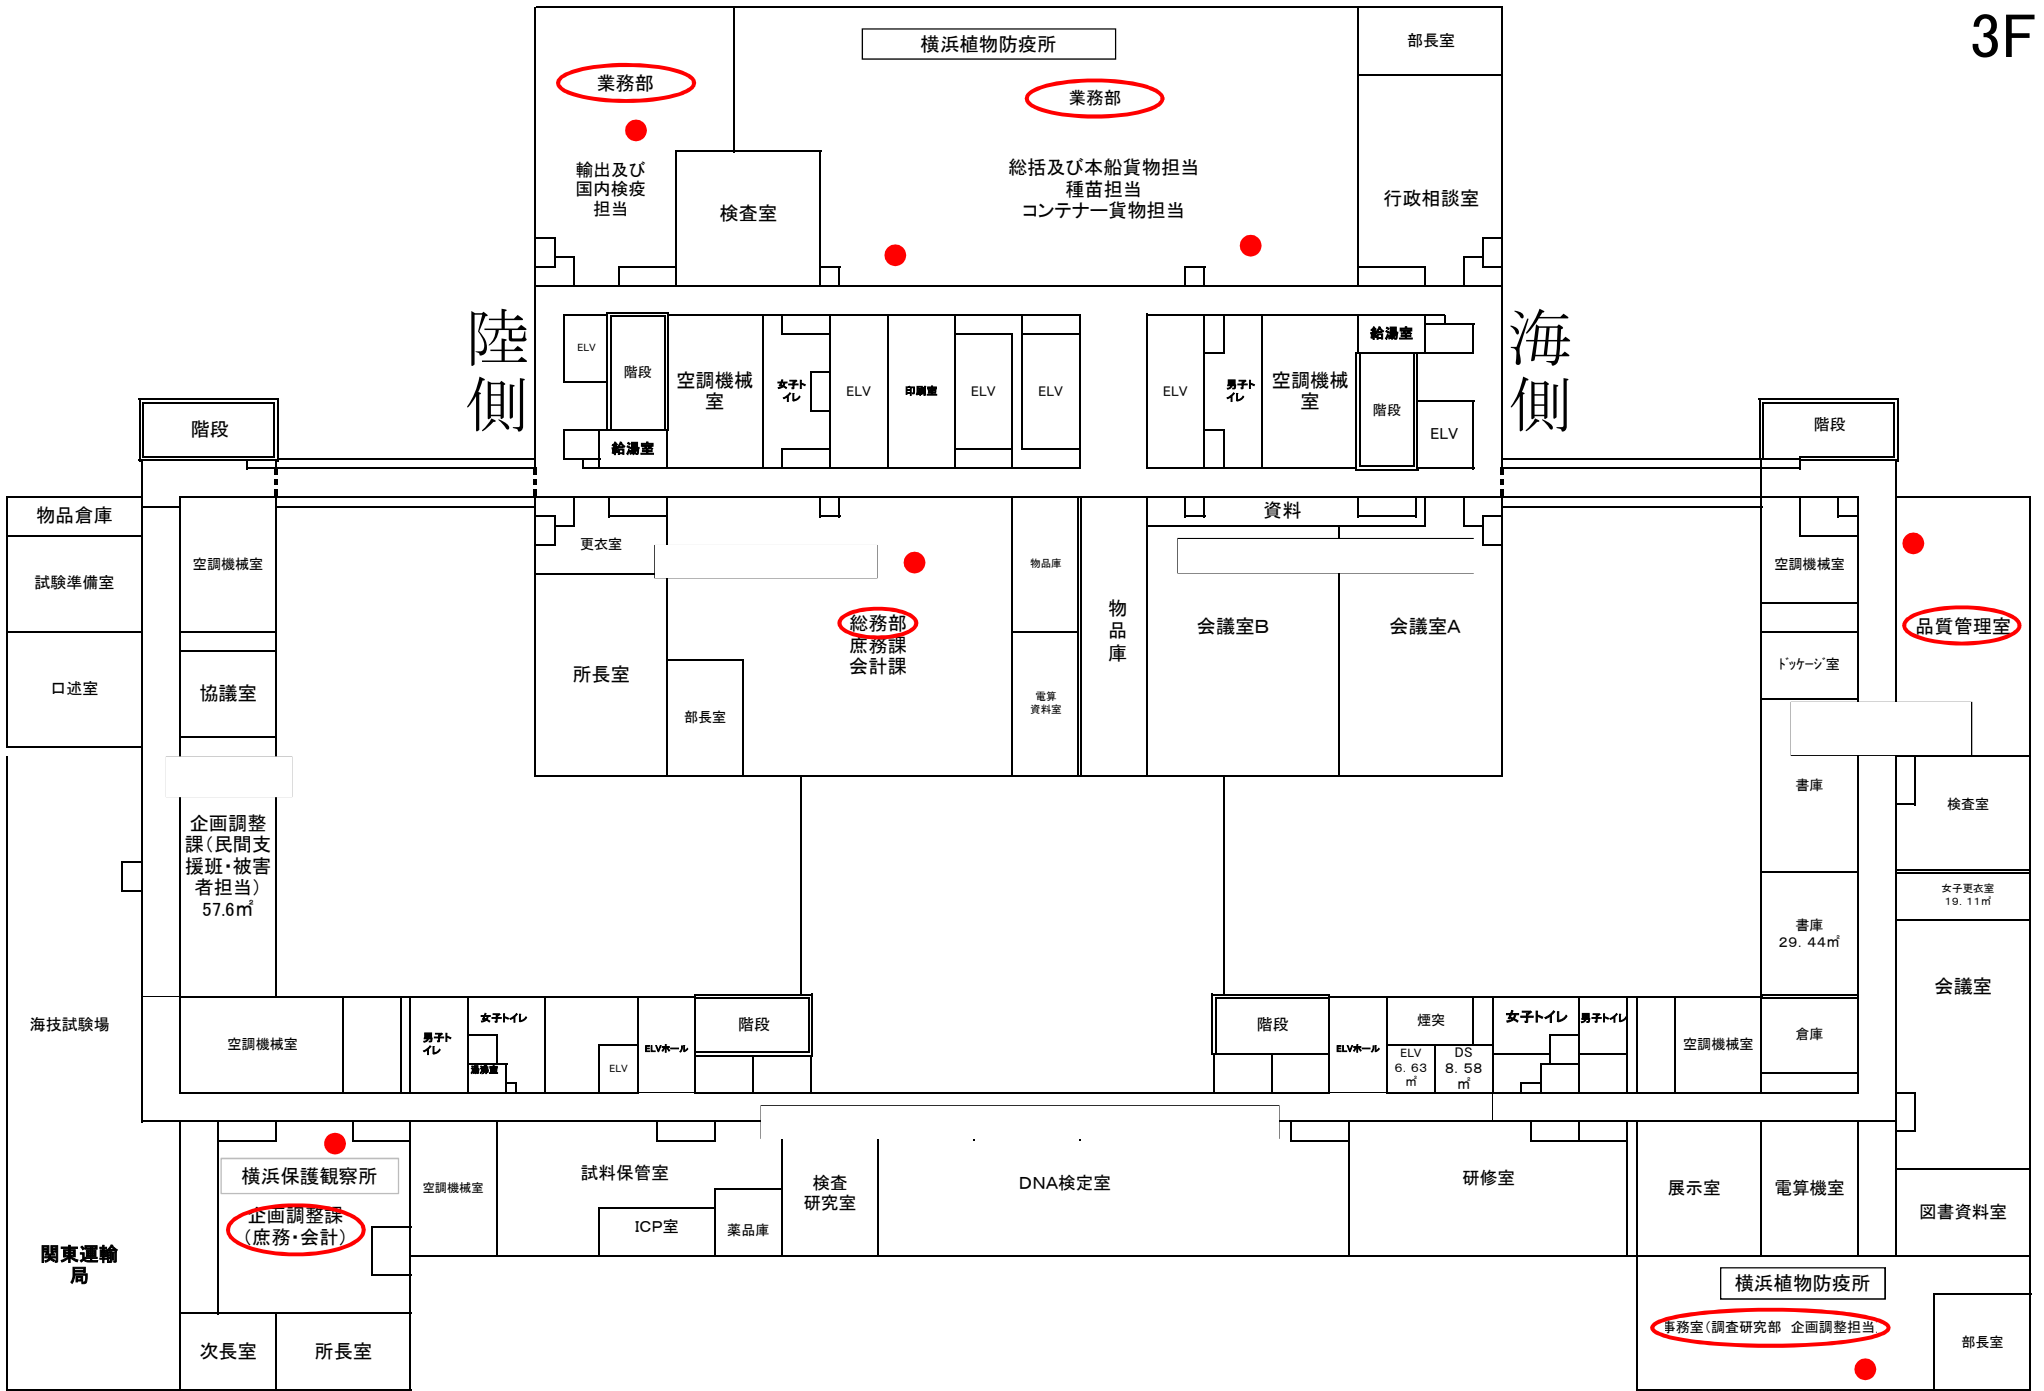 3F
横浜植物防疫所
部長室
業務部
業務部
輸出及び
国内検疫
担当
検査室
総括及び本船貨物担当
種苗担当
コンテナー貨物担当
行政相談室
陸側
海側
ELV
階段
空調機械
室
女子ト
イレ
ELV
印刷室
ELV
ELV
ELV
男子ト
イレ
空調機械
室
給湯室
階段
ELV
給湯室
階段
階段
物品倉庫
試験準備室
口述室
空調機械室
協議室
更衣室
所長室
部長室
総務部
庶務課
会計課
物品庫
電算
資料室
物品庫
資料
会議室B
会議室A
空調機械室
ドッケージ室
品質管理室
書庫
検査室
女子更衣室
19.11㎡
書庫
29.44㎡
会議室
企画調整
課(民間支
援班・被害
者担当)
57.6㎡
海技試験場
空調機械室
男子ト
イレ
女子トイレ
湯沸室
ELV
ELVホール
階段
階段
ELVホール
煙突
ELV
6.63
㎡
DS
8.58
㎡
女子トイレ
男子トイレ
空調機械室
倉庫
横浜保護観察所
企画調整課
(庶務・会計)
空調機械室
試料保管室
ICP室
薬品庫
検査
研究室
DNA検定室
研修室
展示室
電算機室
図書資料室
関東運輸
局
次長室
所長室
横浜植物防疫所
事務室(調査研究部 企画調整担当
部長室